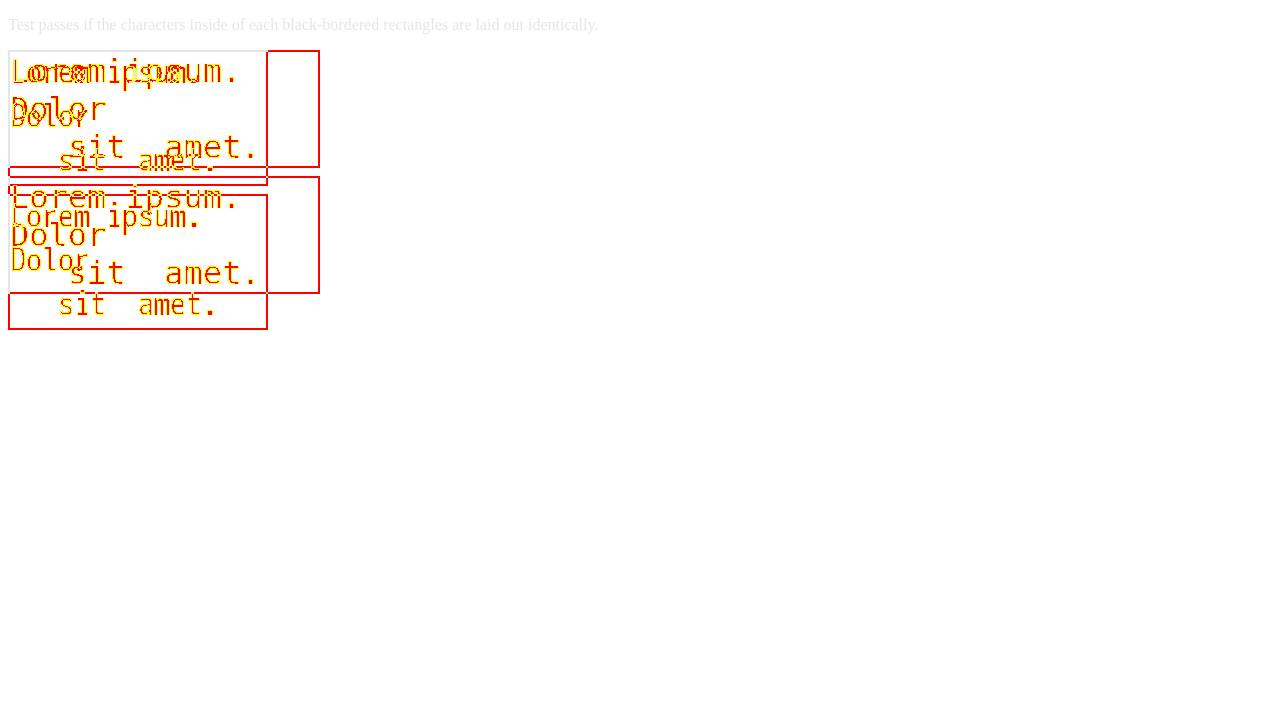 Test passes if the characters inside of each black-bordered rectangles are laid out identically.
Lorem ipsum.
Lorem ipsum.
Dolor
Dolor
sit  amet.
sit  amet.
Lorem ipsum.
Lorem ipsum.
Dolor
Dolor
sit  amet.
sit  amet.